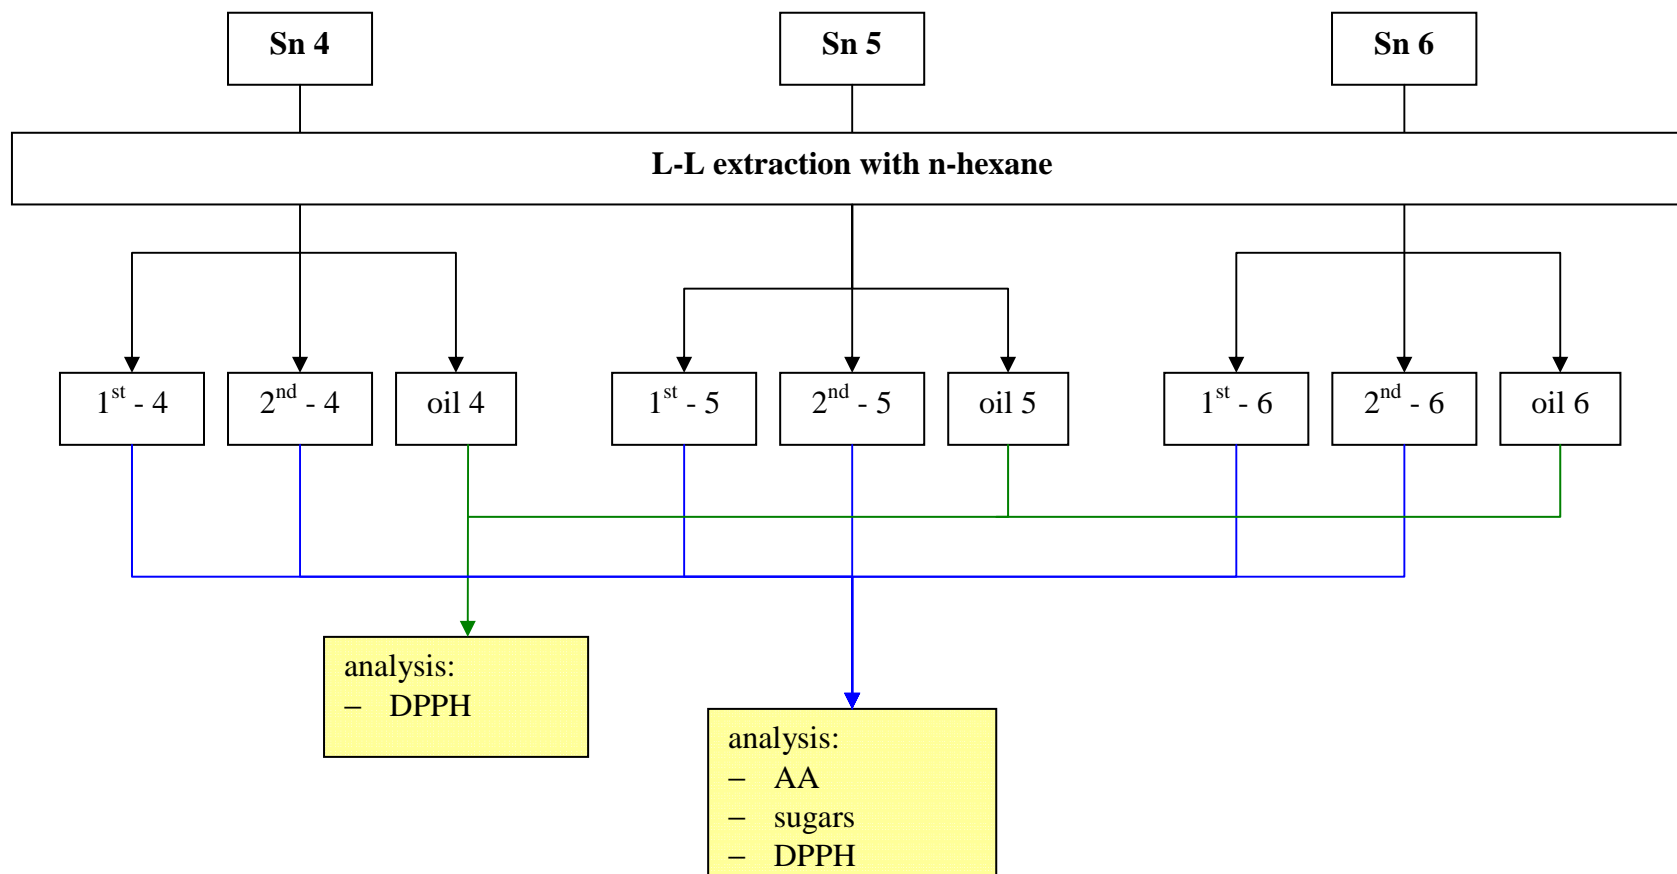 Sn 4
Sn 5
Sn 6
L-L extraction with n-hexane
1st - 4
2nd - 4
oil 4
1st - 5
2nd - 5
oil 5
1st - 6
2nd - 6
oil 6
analysis:
– DPPH
analysis:
– AA
– sugars
– DPPH